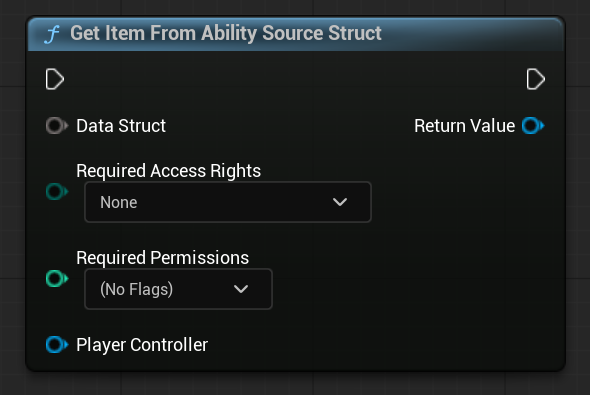 f Get Item From Ability Source Struct
Data Struct
Return Value
Required Access Rights
None
Required Permissions
(No Flags)
Player Controller